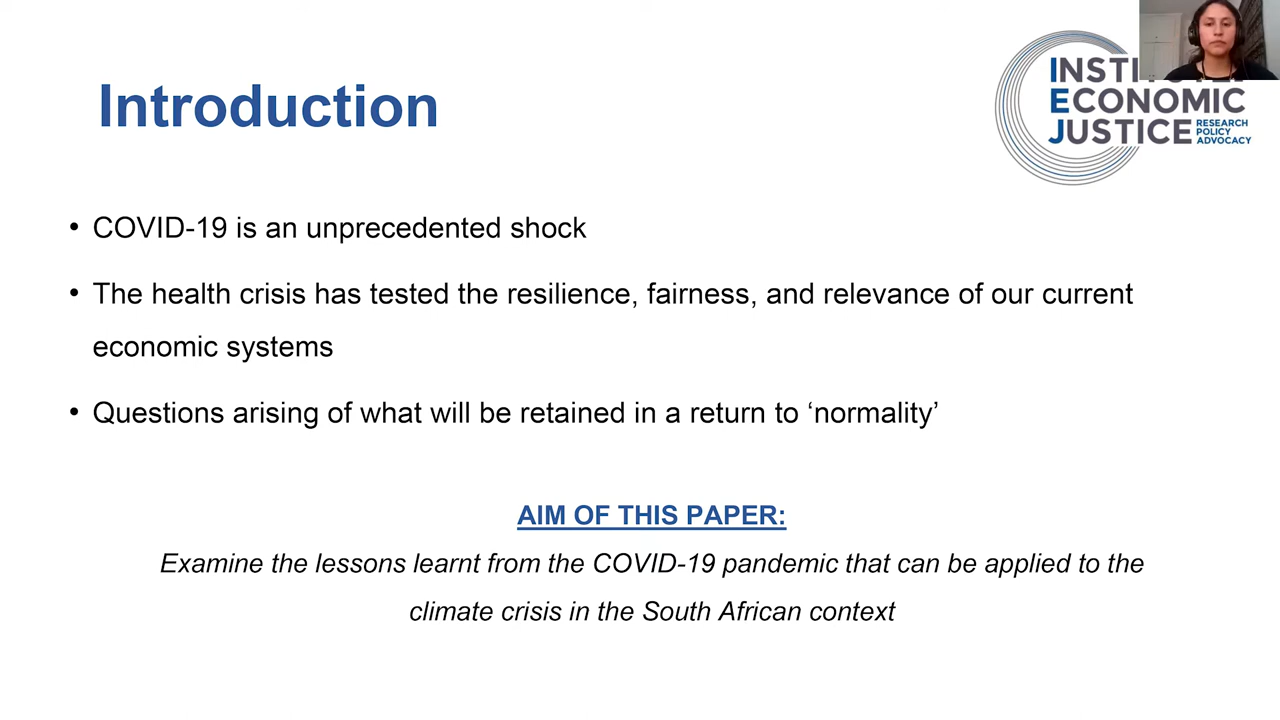 Introduction
INSTITUTE
ECONOMIC
JUSTICE
RESEARCH
POLICY
ADVOCACY
• COVID-19 is an unprecedented shock
• The health crisis has tested the resilience, fairness, and relevance of our current
economic systems
• Questions arising of what will be retained in a return to ‘normality’
AIM OF THIS PAPER:
Examine the lessons learnt from the COVID-19 pandemic that can be applied to the
climate crisis in the South African context